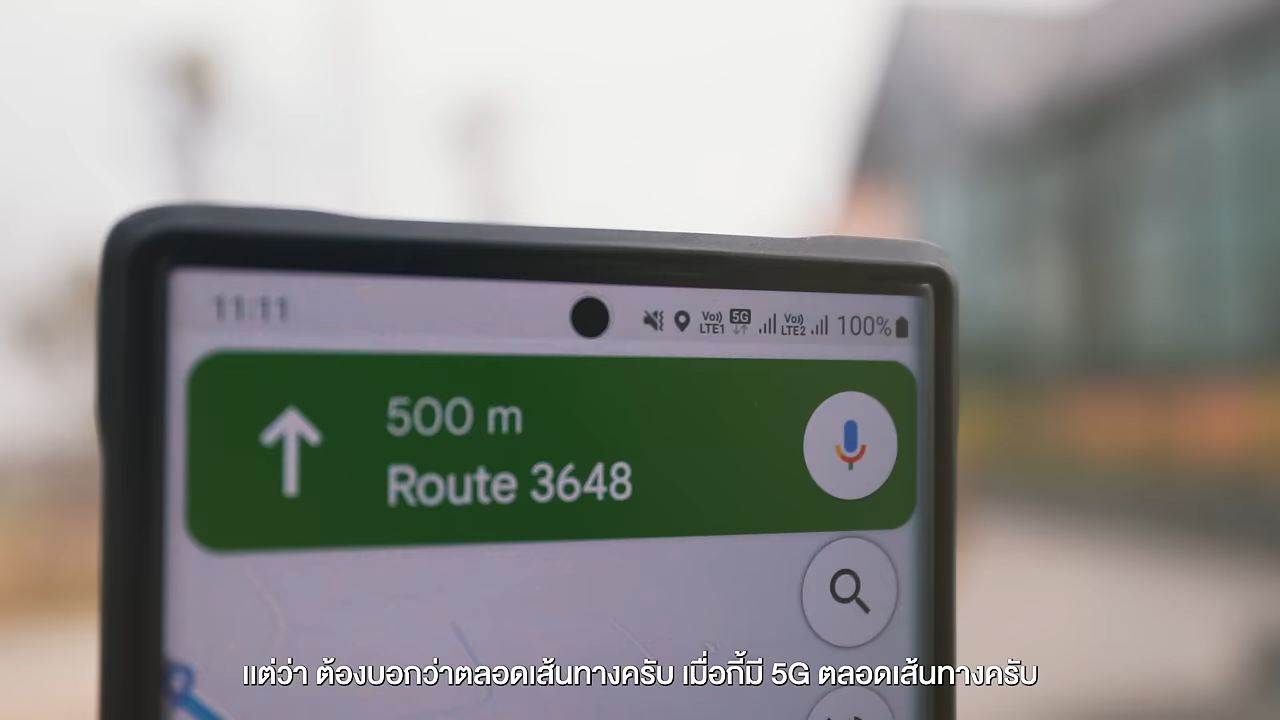 11:11
Vo)) LTE1 5G Vo)) LTE2 100%
500 m
Route 3648
แต่ว่า ต้องบอกว่าตลอดเส้นทางครับ เมื่อกี้มี 5G ตลอดเส้นทางครับ